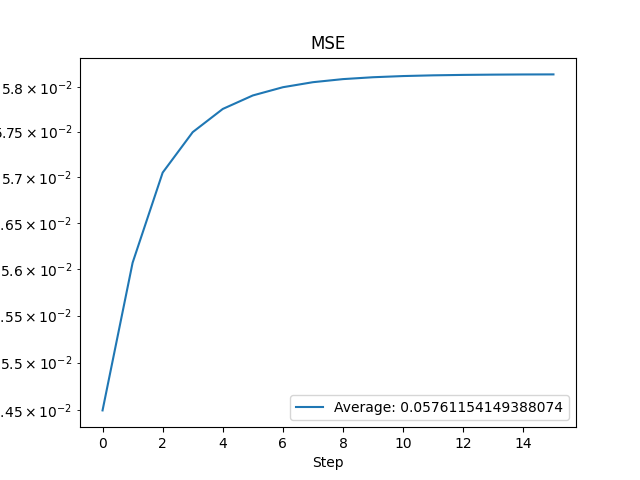 MSE
5.8 × 10⁻²
5.75 × 10⁻²
5.7 × 10⁻²
.65 × 10⁻²
5.6 × 10⁻²
.55 × 10⁻²
5.5 × 10⁻²
.45 × 10⁻²
Average: 0.05761154149388074
0 2 4 6 8 10 12 14
Step